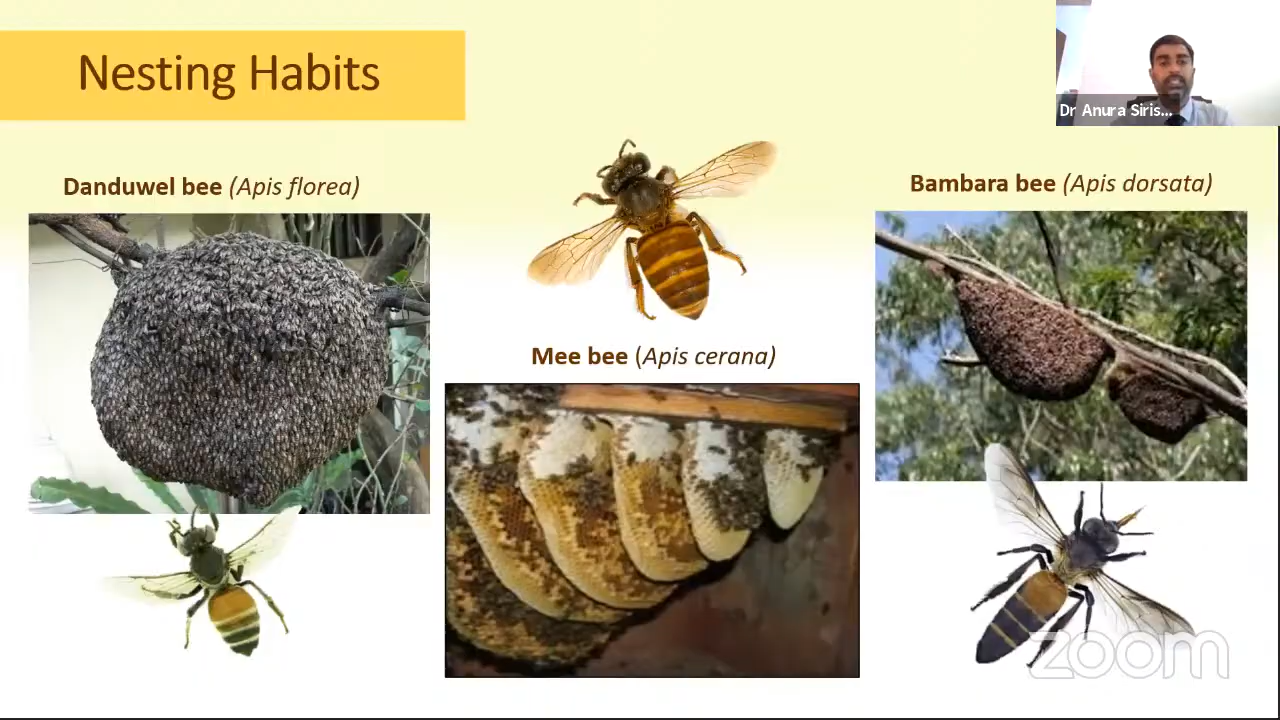 Nesting Habits
Dr Anura Siris...
Danduwel bee (Apis florea)
Mee bee (Apis cerana)
Bambara bee (Apis dorsata)
zoom